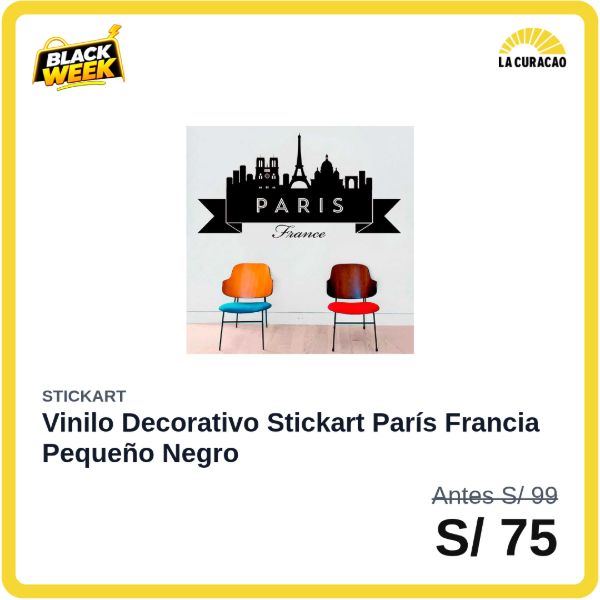 BLACK
WEEK
LA CURACAO
PARIS
France
STICKART
Vinilo Decorativo Stickart París Francia
Pequeño Negro
Antes S/ 99
S/ 75